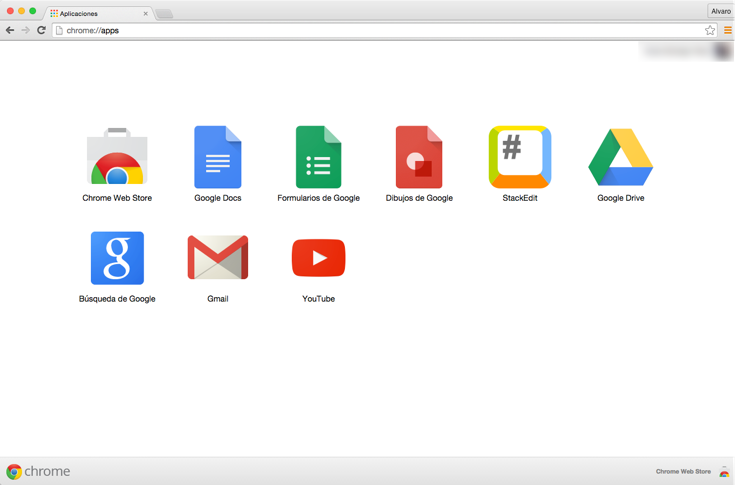 Aplicaciones
Alvaro
chrome://apps
Chrome Web Store
Google Docs
Formularios de Google
Dibujos de Google
#
StackEdit
Google Drive
g
Búsqueda de Google
Gmail
YouTube
chrome
Chrome Web Store